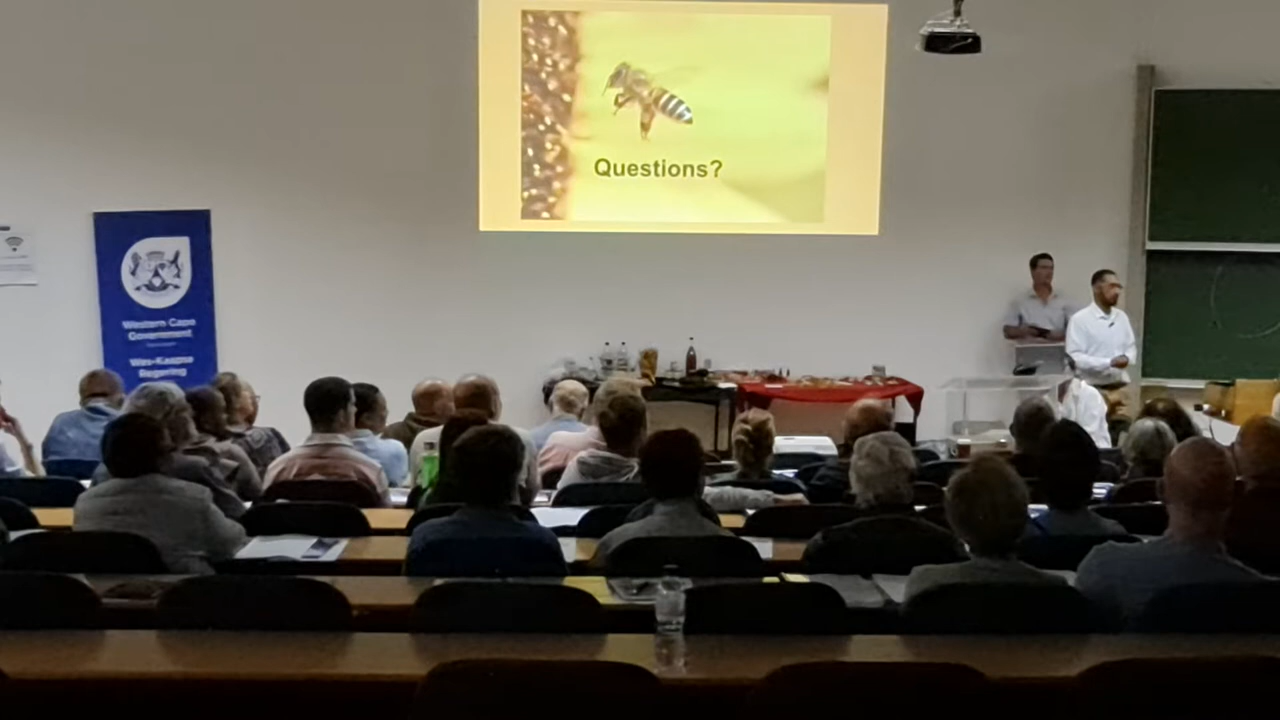 Questions?
Western Cape
Government
Wes-Kaapse
Regering